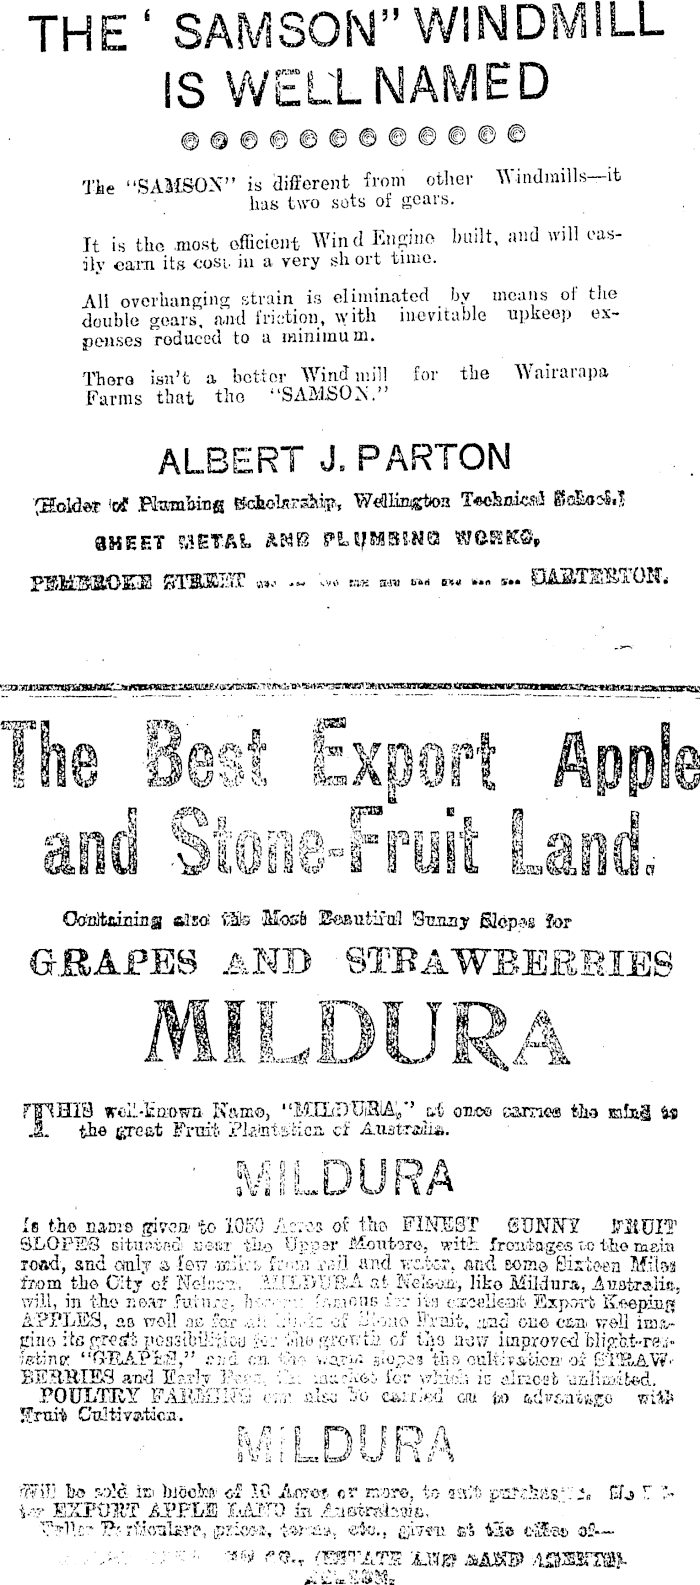 THE ‘ SAMSON” WINDMILL
IS WELL NAMED
The “SAMSON” is different from other Windmills—it
has two sets of gears.
It is the most efficient Wind Engine built, and will eas-
ily earn its cost in a very short time.
All overhanging strain is eliminated by means of the
double gears, and friction, with inevitable upkeep ex-
penses reduced to a minimum.
There isn't a better Windmill for the Wairarapa
Farms that the “SAMSON.”
ALBERT J. PARTON
(Holder of Plumbing Scholarship, Wellington Technical School.)
SHEET METAL AND PLUMBING WORKS,
PEMBROKE STREET ... ... ... ... ... ... ... ... ... ... CARTERTON.
The Best Export Apple
and Stone-Fruit Land.
Containing also the Most Beautiful Sunny Slopes for
GRAPES AND STRAWBERRIES
MILDURA
THIS well-known Name, “MILDURA,” at once carries the mind to
the great Fruit Plantation of Australia.
MILDURA
Is the name given to 1050 Acres of the FINEST SUNNY FRUIT
SLOPES situated near the Upper Moutere, with frontages to the main
road, and only a few miles from rail and water, and some Sixteen Miles
from the City of Nelson. MILDURA at Nelson, like Mildura, Australia,
will, in the near future, become famous for its excellent Export Keeping
APPLES, as well as for all kinds of Stone Fruit, and one can well ima-
gine its great possibilities for the growth of the new improved blight-res-
isting “GRAPES,” and on the warm slopes the cultivation of STRAW-
BERRIES and Early Peas, the market for which is almost unlimited.
POULTRY FARMING can also be carried on to advantage with
Fruit Cultivation.
MILDURA
Will be sold in blocks of 10 Acres or more, to suit purchasers. No
ter EXPORT APPLE LAND in Australasia.
Fuller Particulars, prices, terms, etc., given at the office of—
CO., (ESTATE AND LAND AGENTS)
NELSON.